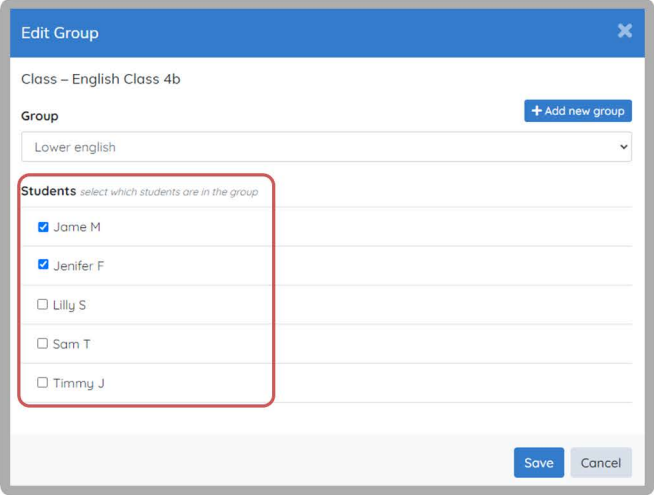 Edit Group
Class – English Class 4b
Group
+ Add new group
Lower english
Students select which students are in the group
Jame M
Jenifer F
Lilly S
Sam T
Timmy J
Save Cancel